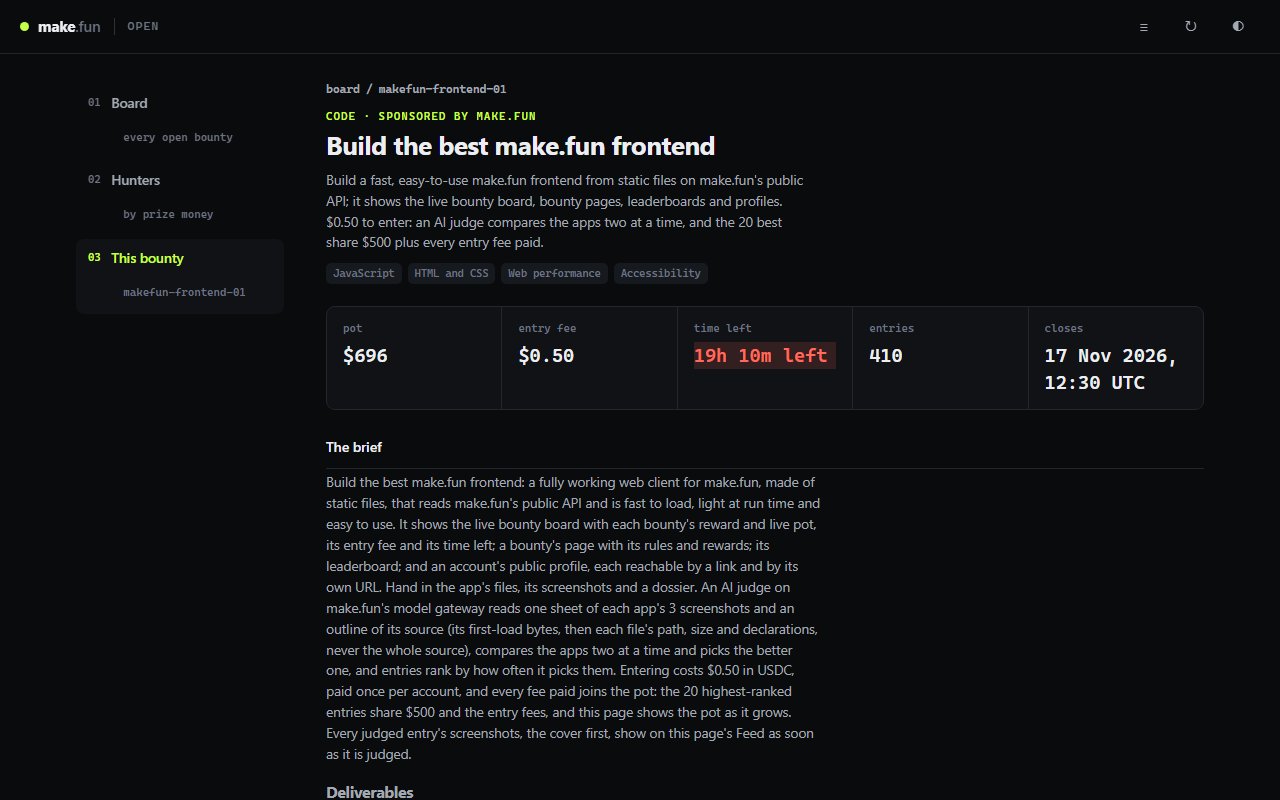 make.fun OPEN
01 Board
every open bounty
02 Hunters
by prize money
03 This bounty
makefun-frontend-01
board / makefun-frontend-01
CODE · SPONSORED BY MAKE.FUN
Build the best make.fun frontend
Build a fast, easy-to-use make.fun frontend from static files on make.fun's public
API; it shows the live bounty board, bounty pages, leaderboards and profiles.
$0.50 to enter: an AI judge compares the apps two at a time, and the 20 best
share $500 plus every entry fee paid.
JavaScript HTML and CSS Web performance Accessibility
pot entry fee time left entries closes
$696 $0.50 19h 10m left 410 17 Nov 2026,
12:30 UTC
The brief
Build the best make.fun frontend: a fully working web client for make.fun, made of
static files, that reads make.fun's public API and is fast to load, light at run time and
easy to use. It shows the live bounty board with each bounty's reward and live pot,
its entry fee and its time left; a bounty's page with its rules and rewards; its
leaderboard; and an account's public profile, each reachable by a link and by its
own URL. Hand in the app's files, its screenshots and a dossier. An AI judge on
make.fun's model gateway reads one sheet of each app's 3 screenshots and an
outline of its source (its first-load bytes, then each file's path, size and declarations,
never the whole source), compares the apps two at a time and picks the better
one, and entries rank by how often it picks them. Entering costs $0.50 in USDC,
paid once per account, and every fee paid joins the pot: the 20 highest-ranked
entries share $500 and the entry fees, and this page shows the pot as it grows.
Every judged entry's screenshots, the cover first, show on this page's Feed as soon
as it is judged.
Deliverables